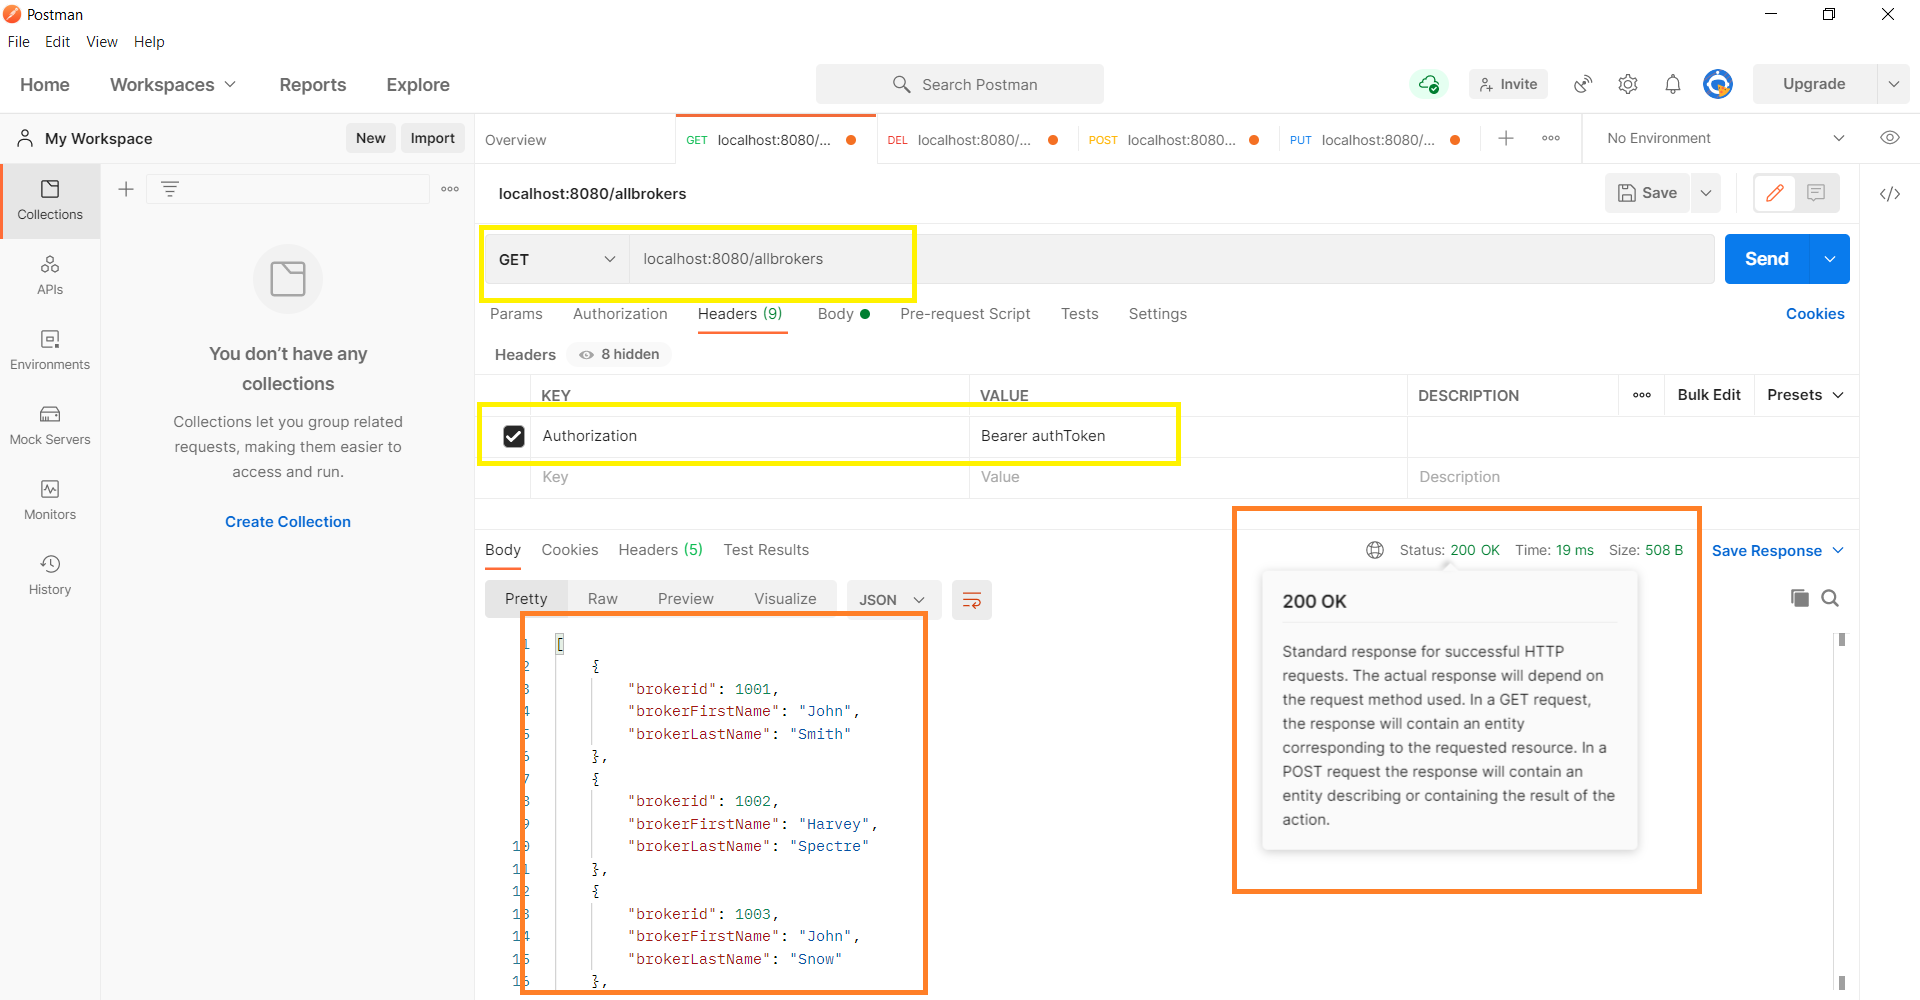 Postman
File Edit View Help
Home Workspaces Reports Explore Search Postman Invite Upgrade
My Workspace New Import Overview GET localhost:8080/... DEL localhost:8080/... POST localhost:8080... PUT localhost:8080/... No Environment
Collections
APIs
Environments
Mock Servers
Monitors
History
You don't have any
collections
Collections let you group related
requests, making them easier to
access and run.
Create Collection
localhost:8080/allbrokers Save
GET localhost:8080/allbrokers Send
Params Authorization Headers (9) Body Pre-request Script Tests Settings Cookies
Headers 8 hidden
KEY VALUE DESCRIPTION Bulk Edit Presets
Authorization Bearer authToken
Key Value Description
Body Cookies Headers (5) Test Results Status: 200 OK Time: 19 ms Size: 508 B Save Response
Pretty Raw Preview Visualize JSON
1 [
2 {
3 "brokerid": 1001,
4 "brokerFirstName": "John",
5 "brokerLastName": "Smith"
6 },
7 {
8 "brokerid": 1002,
9 "brokerFirstName": "Harvey",
10 "brokerLastName": "Spectre"
11 },
12 {
13 "brokerid": 1003,
14 "brokerFirstName": "John",
15 "brokerLastName": "Snow"
16 },
200 OK
Standard response for successful HTTP
requests. The actual response will depend on
the request method used. In a GET request,
the response will contain an entity
corresponding to the requested resource. In a
POST request the response will contain an
entity describing or containing the result of the
action.